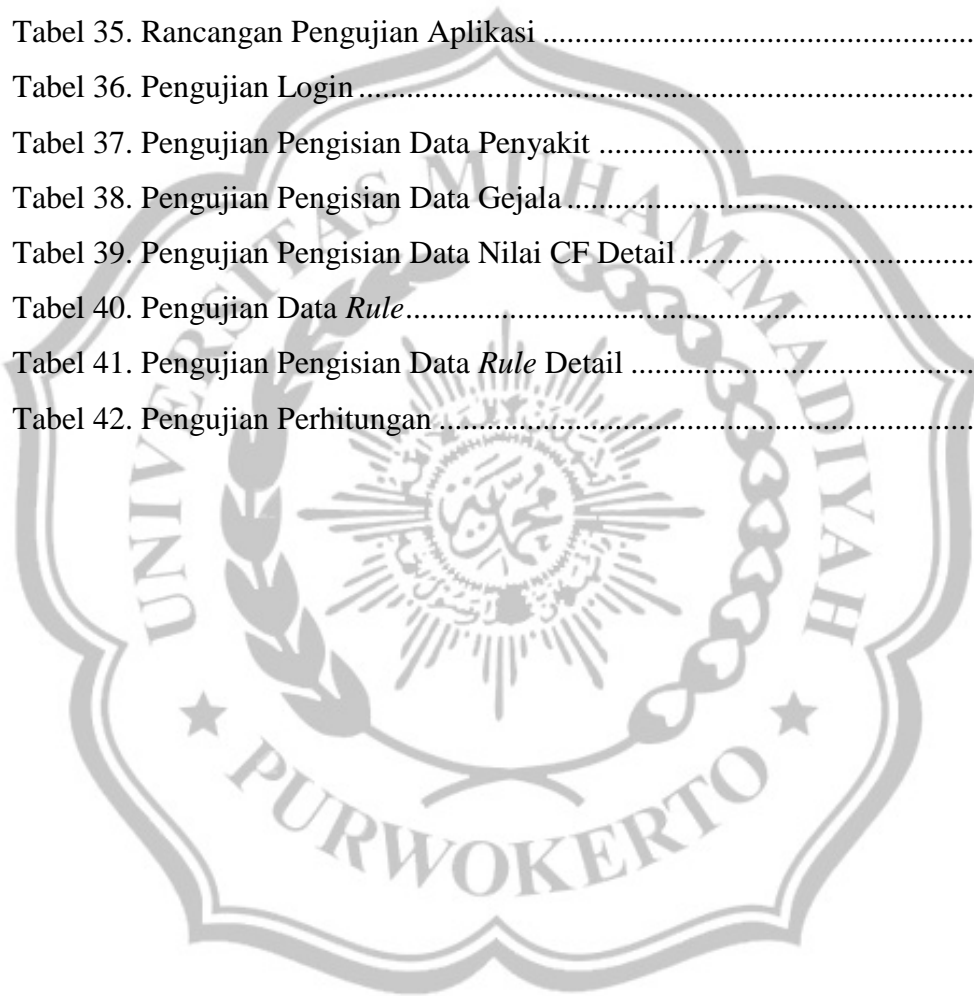 Tabel 35. Rancangan Pengujian Aplikasi ........................................................
Tabel 36. Pengujian Login ................................................................................
Tabel 37. Pengujian Pengisian Data Penyakit ................................................
Tabel 38. Pengujian Pengisian Data Gejala ....................................................
Tabel 39. Pengujian Pengisian Data Nilai CF Detail .....................................
Tabel 40. Pengujian Data Rule .........................................................................
Tabel 41. Pengujian Pengisian Data Rule Detail ............................................
Tabel 42. Pengujian Perhitungan .....................................................................
UNIVERSITAS MUHAMMADIYAH
PURWOKERTO